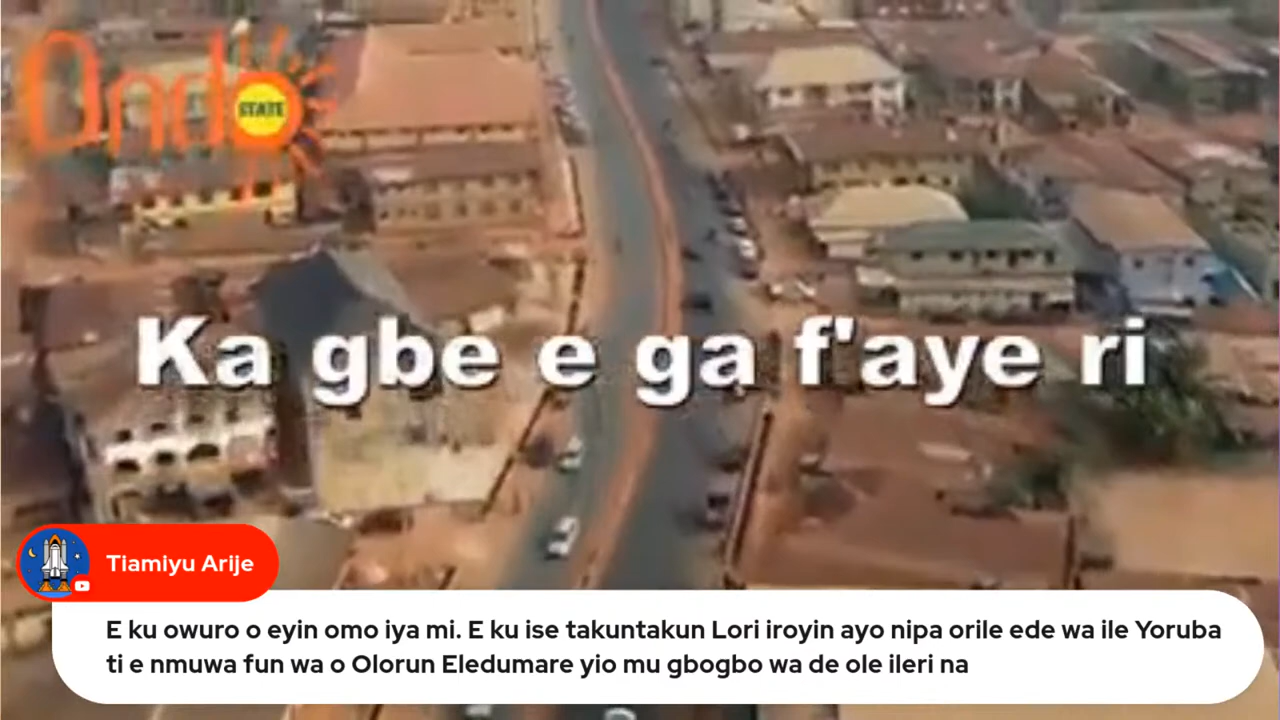 Ondo
STATE
Ka gbe e ga f'aye ri
Tiamiyu Arije
E ku owuro o eyin omo iya mi. E ku ise takuntakun Lori iroyin ayo nipa orile ede wa ile Yoruba
ti e nmuwa fun wa o Olorun Eledumare yio mu gbogbo wa de ole ileri na